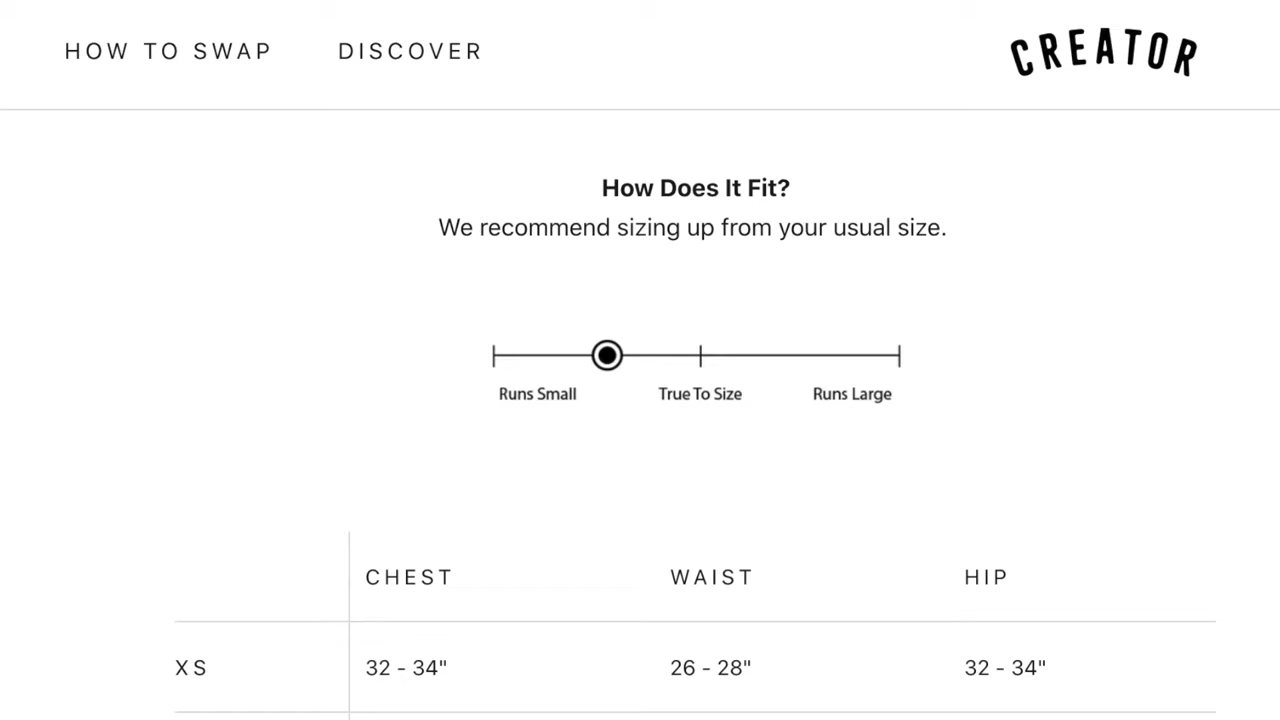 HOW TO SWAP DISCOVER CREATOR
How Does It Fit?
We recommend sizing up from your usual size.
Runs Small True To Size Runs Large
CHEST WAIST HIP
XS 32 - 34" 26 - 28" 32 - 34"